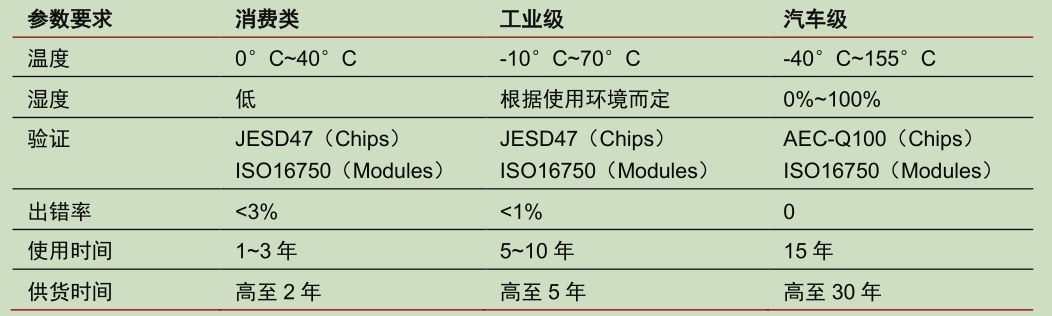 参数要求 消费类 工业级 汽车级
温度 0°C~40°C -10°C~70°C -40°C~155°C
湿度 低 根据使用环境而定 0%~100%
验证 JESD47（Chips） JESD47（Chips） AEC-Q100（Chips）
ISO16750（Modules） ISO16750（Modules） ISO16750（Modules）
出错率 <3% <1% 0
使用时间 1~3 年 5~10 年 15 年
供货时间 高至 2 年 高至 5 年 高至 30 年